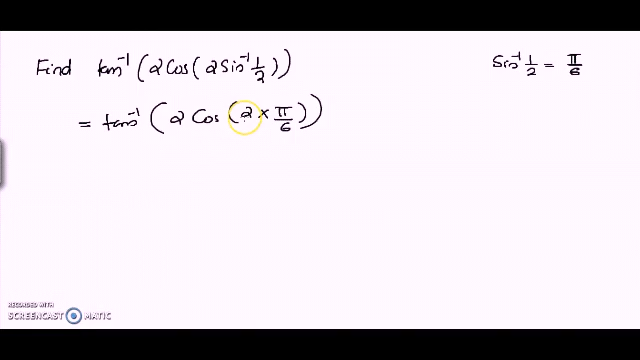 Find tan⁻¹(2Cos(2Sin⁻¹ 1/2))
Sin⁻¹ 1/2 = π/6
= tan⁻¹(2 Cos(2 × π/6))
RECORDED WITH
SCREENCAST MATIC